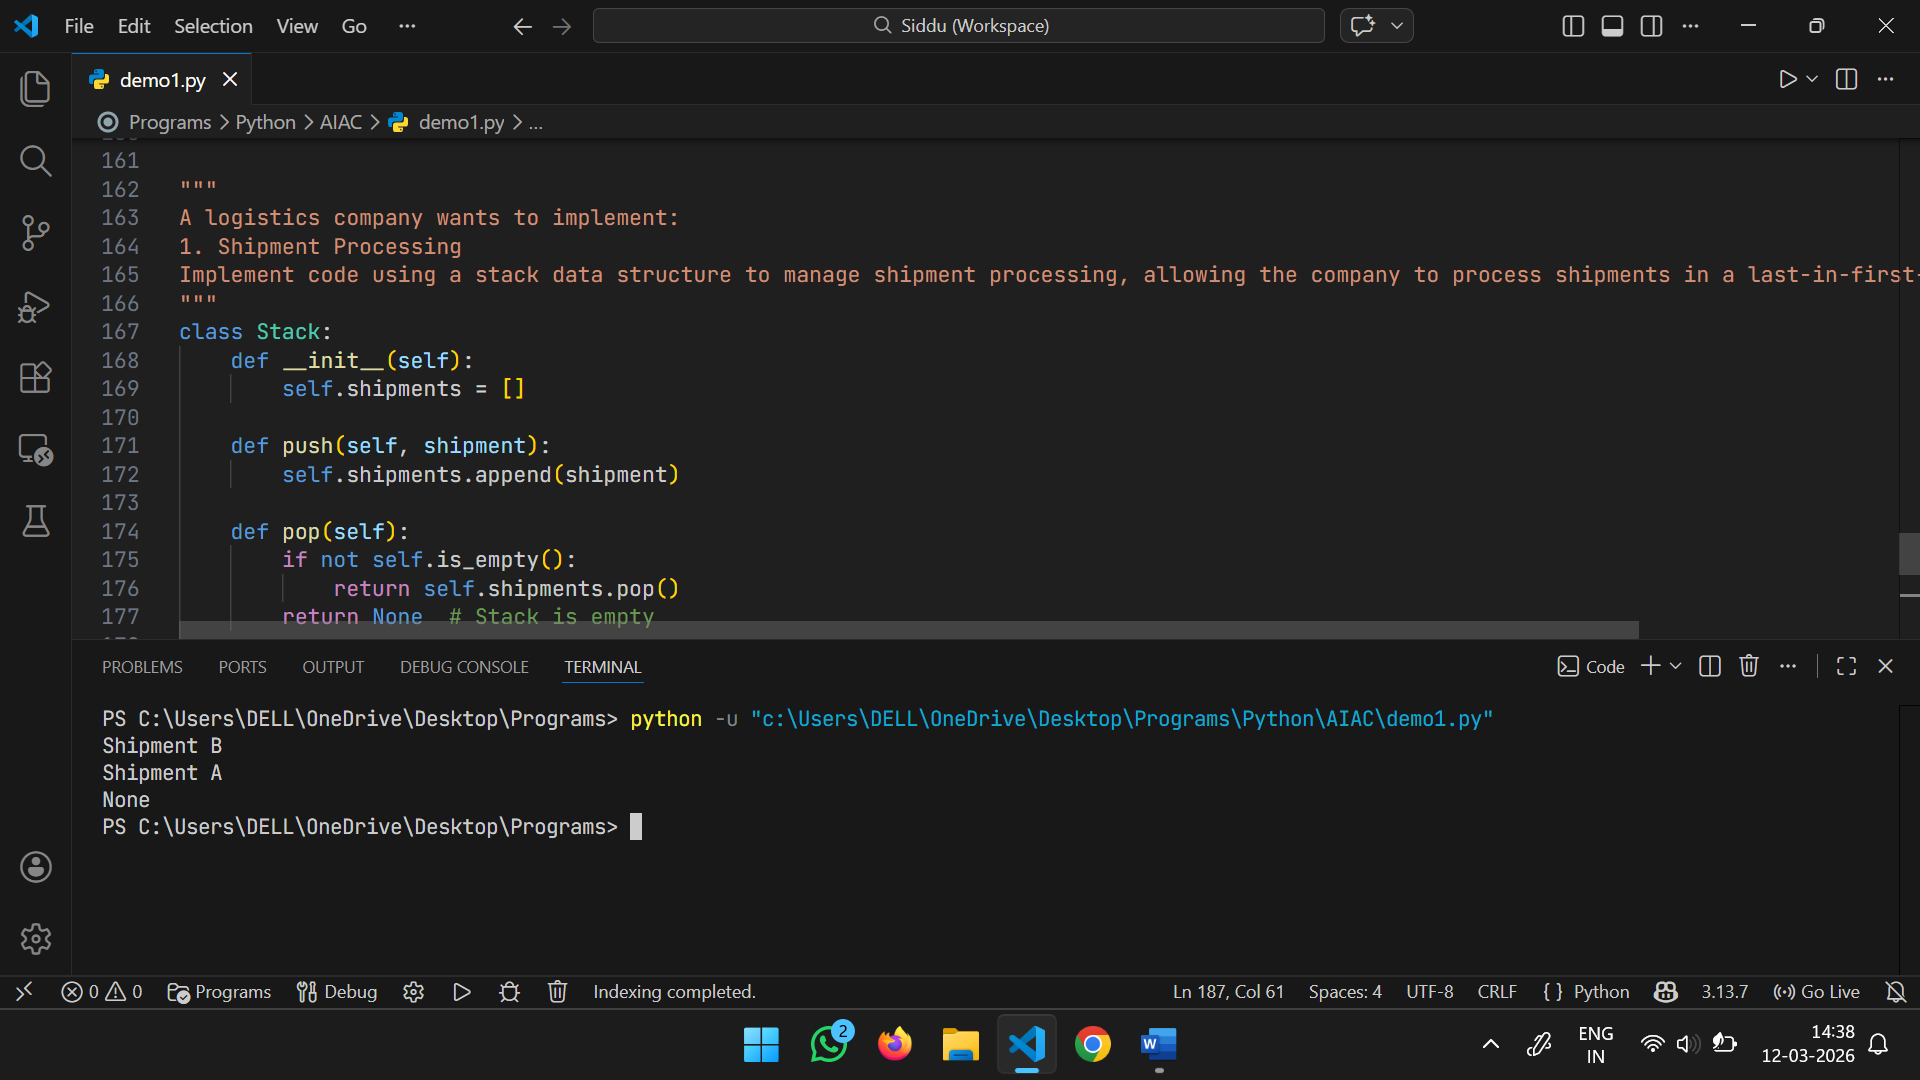 File Edit Selection View Go ···
Siddu (Workspace)
demo1.py
Programs > Python > AIAC > demo1.py > ...
161
162 """
163 A logistics company wants to implement:
164 1. Shipment Processing
165 Implement code using a stack data structure to manage shipment processing, allowing the company to process shipments in a last-in-first-
166 """
167 class Stack:
168     def __init__(self):
169         self.shipments = []
170
171     def push(self, shipment):
172         self.shipments.append(shipment)
173
174     def pop(self):
175         if not self.is_empty():
176             return self.shipments.pop()
177         return None  # Stack is empty
PROBLEMS PORTS OUTPUT DEBUG CONSOLE TERMINAL Code
PS C:\Users\DELL\OneDrive\Desktop\Programs> python -u "c:\Users\DELL\OneDrive\Desktop\Programs\Python\AIAC\demo1.py"
Shipment B
Shipment A
None
PS C:\Users\DELL\OneDrive\Desktop\Programs>
0 0 Programs Debug Indexing completed. Ln 187, Col 61 Spaces: 4 UTF-8 CRLF { } Python 3.13.7 Go Live
2
W
ENG
IN
14:38
12-03-2026